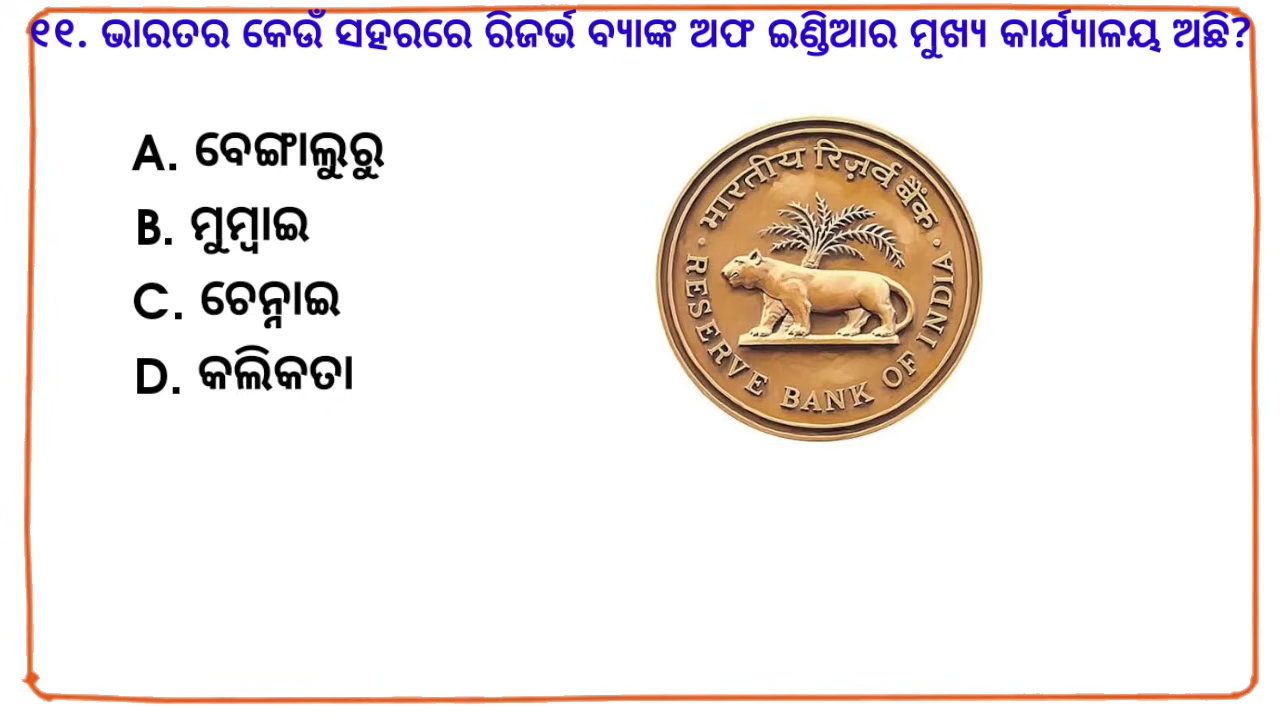 ୧୧. ଭାରତର କେଉଁ ସହରରେ ରିଜର୍ଭ ବ୍ୟାଙ୍କ ଅଫ ଇଣ୍ଡିଆର ମୁଖ୍ୟ କାର୍ଯ୍ୟାଳୟ ଅଛି?
A. ବେଙ୍ଗାଲୁରୁ
B. ମୁମ୍ବାଇ
C. ଚେନ୍ନାଇ
D. କଲିକତା
भारतीय रिज़र्व बैंक
RESERVE BANK OF INDIA